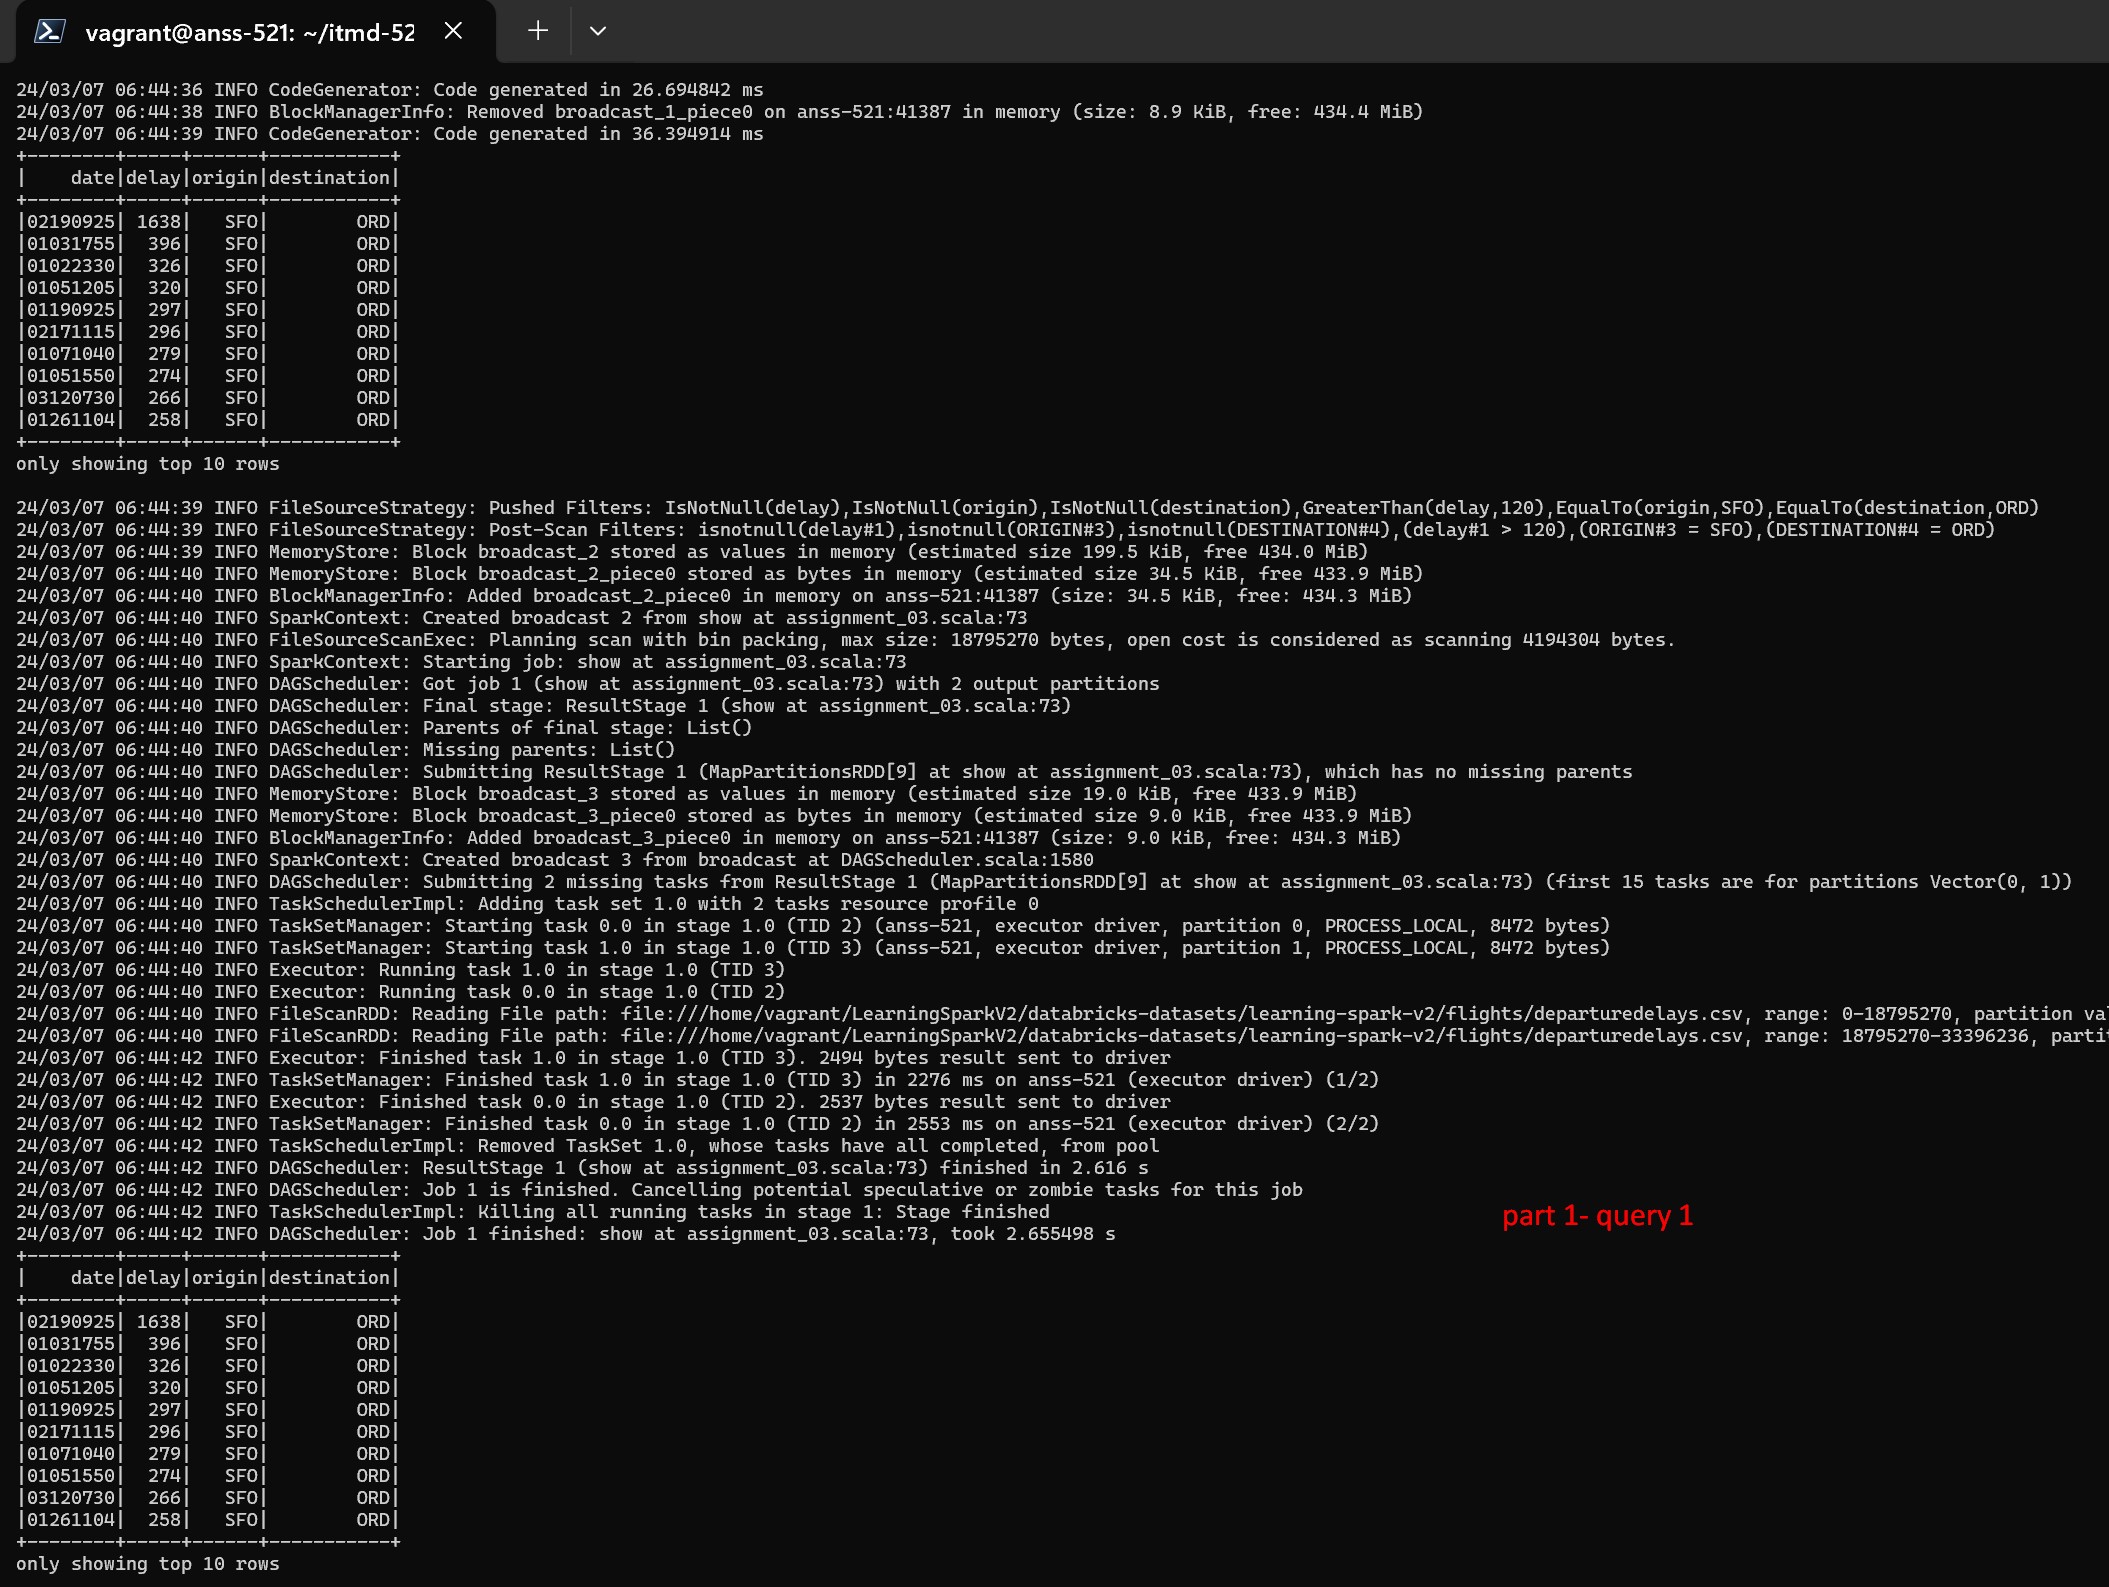 vagrant@anss-521: ~/itmd-52
24/03/07 06:44:36 INFO CodeGenerator: Code generated in 26.694842 ms
24/03/07 06:44:38 INFO BlockManagerInfo: Removed broadcast_1_piece0 on anss-521:41387 in memory (size: 8.9 KiB, free: 434.4 MiB)
24/03/07 06:44:39 INFO CodeGenerator: Code generated in 36.394914 ms
+--------+-----+------+-----------+
|    date|delay|origin|destination|
+--------+-----+------+-----------+
|02190925| 1638|   SFO|        ORD|
|01031755|  396|   SFO|        ORD|
|01022330|  326|   SFO|        ORD|
|01051205|  320|   SFO|        ORD|
|01190925|  297|   SFO|        ORD|
|02171115|  296|   SFO|        ORD|
|01071040|  279|   SFO|        ORD|
|01051550|  274|   SFO|        ORD|
|03120730|  266|   SFO|        ORD|
|01261104|  258|   SFO|        ORD|
+--------+-----+------+-----------+
only showing top 10 rows
24/03/07 06:44:39 INFO FileSourceStrategy: Pushed Filters: IsNotNull(delay),IsNotNull(origin),IsNotNull(destination),GreaterThan(delay,120),EqualTo(origin,SFO),EqualTo(destination,ORD)
24/03/07 06:44:39 INFO FileSourceStrategy: Post-Scan Filters: isnotnull(delay#1),isnotnull(ORIGIN#3),isnotnull(DESTINATION#4),(delay#1 > 120),(ORIGIN#3 = SFO),(DESTINATION#4 = ORD)
24/03/07 06:44:39 INFO MemoryStore: Block broadcast_2 stored as values in memory (estimated size 199.5 KiB, free 434.0 MiB)
24/03/07 06:44:40 INFO MemoryStore: Block broadcast_2_piece0 stored as bytes in memory (estimated size 34.5 KiB, free 433.9 MiB)
24/03/07 06:44:40 INFO BlockManagerInfo: Added broadcast_2_piece0 in memory on anss-521:41387 (size: 34.5 KiB, free: 434.3 MiB)
24/03/07 06:44:40 INFO SparkContext: Created broadcast 2 from show at assignment_03.scala:73
24/03/07 06:44:40 INFO FileSourceScanExec: Planning scan with bin packing, max size: 18795270 bytes, open cost is considered as scanning 4194304 bytes.
24/03/07 06:44:40 INFO SparkContext: Starting job: show at assignment_03.scala:73
24/03/07 06:44:40 INFO DAGScheduler: Got job 1 (show at assignment_03.scala:73) with 2 output partitions
24/03/07 06:44:40 INFO DAGScheduler: Final stage: ResultStage 1 (show at assignment_03.scala:73)
24/03/07 06:44:40 INFO DAGScheduler: Parents of final stage: List()
24/03/07 06:44:40 INFO DAGScheduler: Missing parents: List()
24/03/07 06:44:40 INFO DAGScheduler: Submitting ResultStage 1 (MapPartitionsRDD[9] at show at assignment_03.scala:73), which has no missing parents
24/03/07 06:44:40 INFO MemoryStore: Block broadcast_3 stored as values in memory (estimated size 19.0 KiB, free 433.9 MiB)
24/03/07 06:44:40 INFO MemoryStore: Block broadcast_3_piece0 stored as bytes in memory (estimated size 9.0 KiB, free 433.9 MiB)
24/03/07 06:44:40 INFO BlockManagerInfo: Added broadcast_3_piece0 in memory on anss-521:41387 (size: 9.0 KiB, free: 434.3 MiB)
24/03/07 06:44:40 INFO SparkContext: Created broadcast 3 from broadcast at DAGScheduler.scala:1580
24/03/07 06:44:40 INFO DAGScheduler: Submitting 2 missing tasks from ResultStage 1 (MapPartitionsRDD[9] at show at assignment_03.scala:73) (first 15 tasks are for partitions Vector(0, 1))
24/03/07 06:44:40 INFO TaskSchedulerImpl: Adding task set 1.0 with 2 tasks resource profile 0
24/03/07 06:44:40 INFO TaskSetManager: Starting task 0.0 in stage 1.0 (TID 2) (anss-521, executor driver, partition 0, PROCESS_LOCAL, 8472 bytes)
24/03/07 06:44:40 INFO TaskSetManager: Starting task 1.0 in stage 1.0 (TID 3) (anss-521, executor driver, partition 1, PROCESS_LOCAL, 8472 bytes)
24/03/07 06:44:40 INFO Executor: Running task 1.0 in stage 1.0 (TID 3)
24/03/07 06:44:40 INFO Executor: Running task 0.0 in stage 1.0 (TID 2)
24/03/07 06:44:40 INFO FileScanRDD: Reading File path: file:///home/vagrant/LearningSparkV2/databricks-datasets/learning-spark-v2/flights/departuredelays.csv, range: 0-18795270, partition val
24/03/07 06:44:40 INFO FileScanRDD: Reading File path: file:///home/vagrant/LearningSparkV2/databricks-datasets/learning-spark-v2/flights/departuredelays.csv, range: 18795270-33396236, parti
24/03/07 06:44:42 INFO Executor: Finished task 1.0 in stage 1.0 (TID 3). 2494 bytes result sent to driver
24/03/07 06:44:42 INFO TaskSetManager: Finished task 1.0 in stage 1.0 (TID 3) in 2276 ms on anss-521 (executor driver) (1/2)
24/03/07 06:44:42 INFO Executor: Finished task 0.0 in stage 1.0 (TID 2). 2537 bytes result sent to driver
24/03/07 06:44:42 INFO TaskSetManager: Finished task 0.0 in stage 1.0 (TID 2) in 2553 ms on anss-521 (executor driver) (2/2)
24/03/07 06:44:42 INFO TaskSchedulerImpl: Removed TaskSet 1.0, whose tasks have all completed, from pool
24/03/07 06:44:42 INFO DAGScheduler: ResultStage 1 (show at assignment_03.scala:73) finished in 2.616 s
24/03/07 06:44:42 INFO DAGScheduler: Job 1 is finished. Cancelling potential speculative or zombie tasks for this job
24/03/07 06:44:42 INFO TaskSchedulerImpl: Killing all running tasks in stage 1: Stage finished
part 1- query 1
24/03/07 06:44:42 INFO DAGScheduler: Job 1 finished: show at assignment_03.scala:73, took 2.655498 s
+--------+-----+------+-----------+
|    date|delay|origin|destination|
+--------+-----+------+-----------+
|02190925| 1638|   SFO|        ORD|
|01031755|  396|   SFO|        ORD|
|01022330|  326|   SFO|        ORD|
|01051205|  320|   SFO|        ORD|
|01190925|  297|   SFO|        ORD|
|02171115|  296|   SFO|        ORD|
|01071040|  279|   SFO|        ORD|
|01051550|  274|   SFO|        ORD|
|03120730|  266|   SFO|        ORD|
|01261104|  258|   SFO|        ORD|
+--------+-----+------+-----------+
only showing top 10 rows